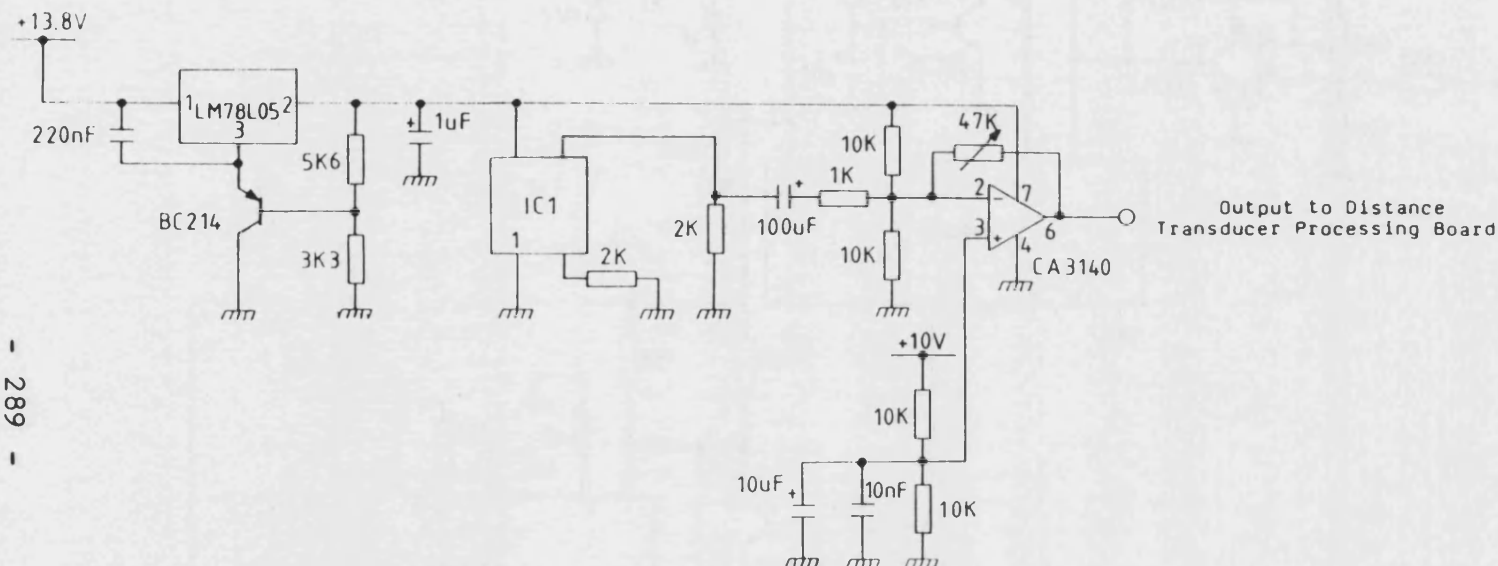 +13.8V
1 LM78L05 2
3
220nF
5K6
+ 1uF
BC214
3K3
IC1
1
2K
2K
+
100uF
1K
10K
10K
47K
2 − 7
3 + 4 6
CA3140
Output to Distance
Transducer Processing Board
+10V
10K
10uF +
10nF
10K
- 289 -